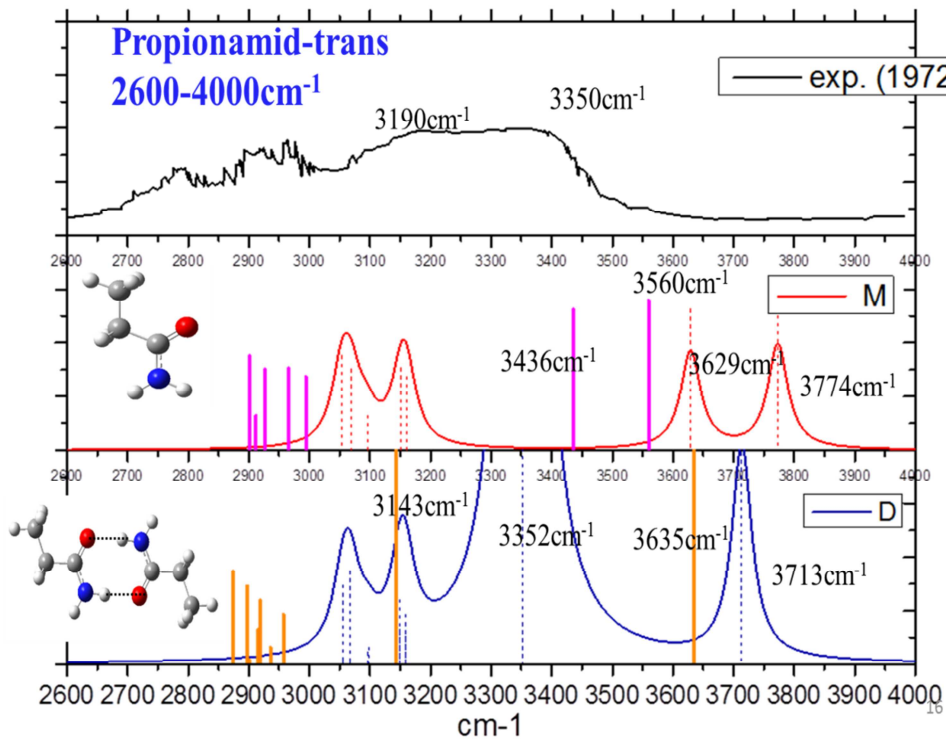 Propionamid-trans
2600-4000cm-1
exp. (1972
3190cm-1
3350cm-1
2600 2700 2800 2900 3000 3100 3200 3300 3400 3500 3600 3700 3800 3900 4000
3560cm-1
M
3436cm-1
3629cm-1
3774cm-1
2600 2700 2800 2900 3000 3100 3200 3300 3400 3500 3600 3700 3800 3900 4000
3143cm-1
3352cm-1
3635cm-1
D
3713cm-1
2600 2700 2800 2900 3000 3100 3200 3300 3400 3500 3600 3700 3800 3900 4000
16
cm-1